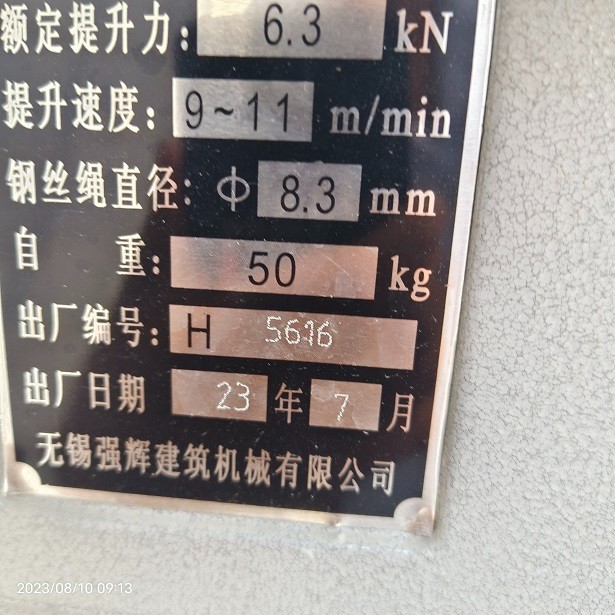 额定提升力: 6.3 kN
提升速度: 9~11 m/min
钢丝绳直径: Φ 8.3 mm
自 重: 50 kg
出厂编号: H 5616
出厂日期 23 年 7 月
无锡强辉建筑机械有限公司
2023/08/10 09:13